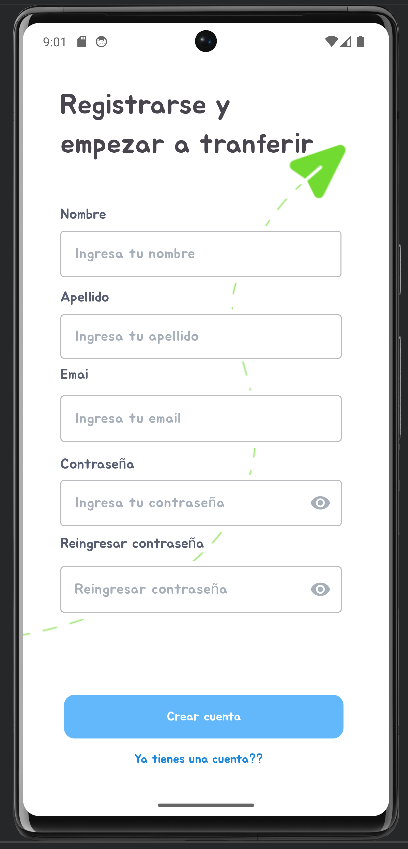 9:01
Registrarse y
empezar a tranferir
Nombre
Ingresa tu nombre
Apellido
Ingresa tu apellido
Emai
Ingresa tu email
Contraseña
Ingresa tu contraseña
Reingresar contraseña
Reingresar contraseña
Crear cuenta
Ya tienes una cuenta??